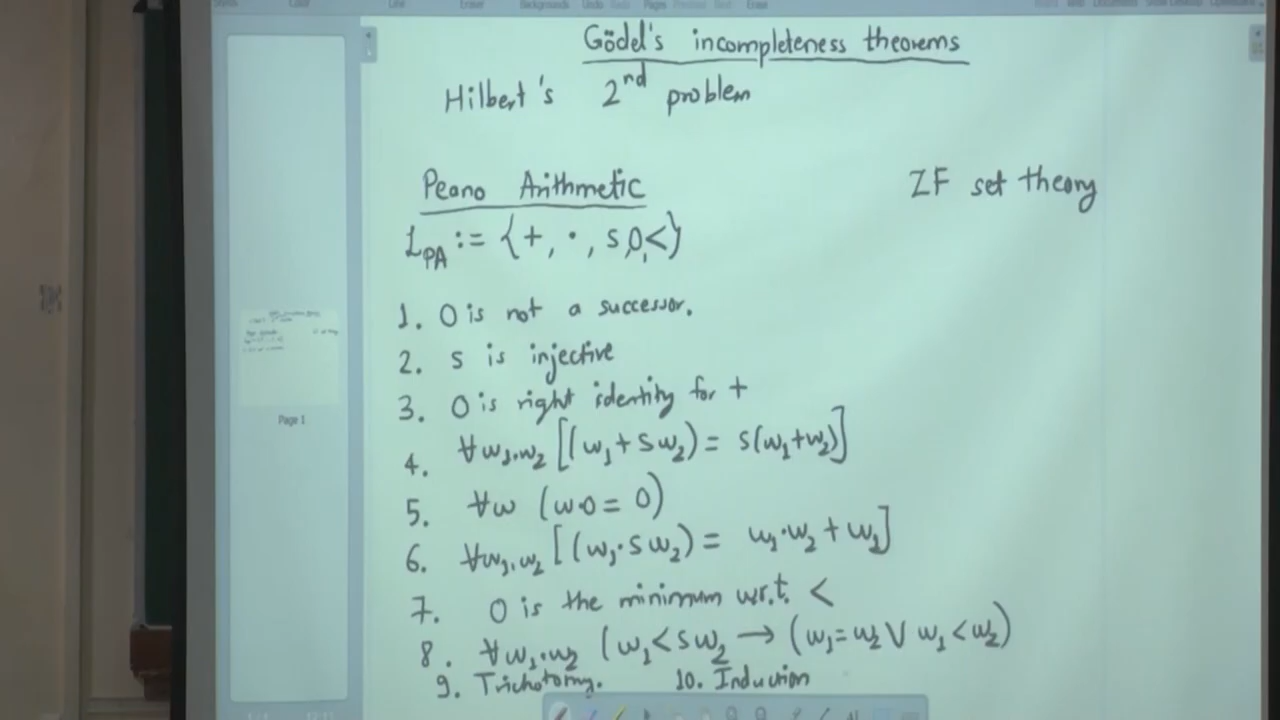 Undo
Pages
Erase
Gödel's incompleteness theorems
Hilbert's 2nd problem
Peano Arithmetic
ZF set theory
L_PA := {+, ·, s, 0, <}
1. 0 is not a successor.
2. s is injective
3. 0 is right identity for +
4. ∀w₁,w₂ [(w₁+sw₂) = s(w₁+w₂)]
5. ∀w (w·0 = 0)
6. ∀w₁,w₂ [(w₁·sw₂) = w₁·w₂ + w₁]
7. 0 is the minimum w.r.t. <
8. ∀w₁,w₂ (w₁<sw₂ → (w₁=w₂ ∨ w₁<w₂)
9. Trichotomy. 10. Induction
Page 1